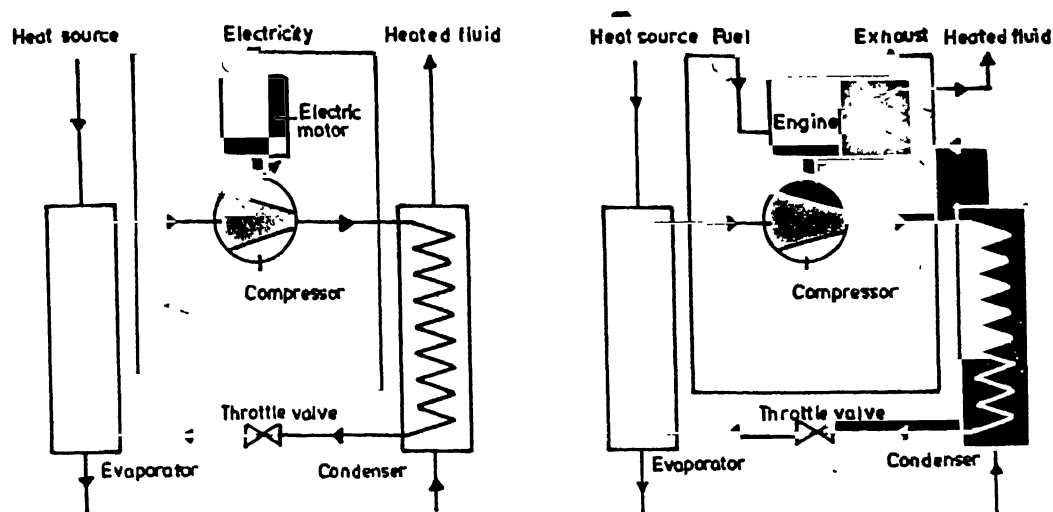 Heat source
Electricity
Heated fluid
Electric
motor
Compressor
Throttle valve
Evaporator
Condenser
Heat source
Fuel
Exhaust
Heated fluid
Engine
Compressor
Throttle valve
Evaporator
Condenser